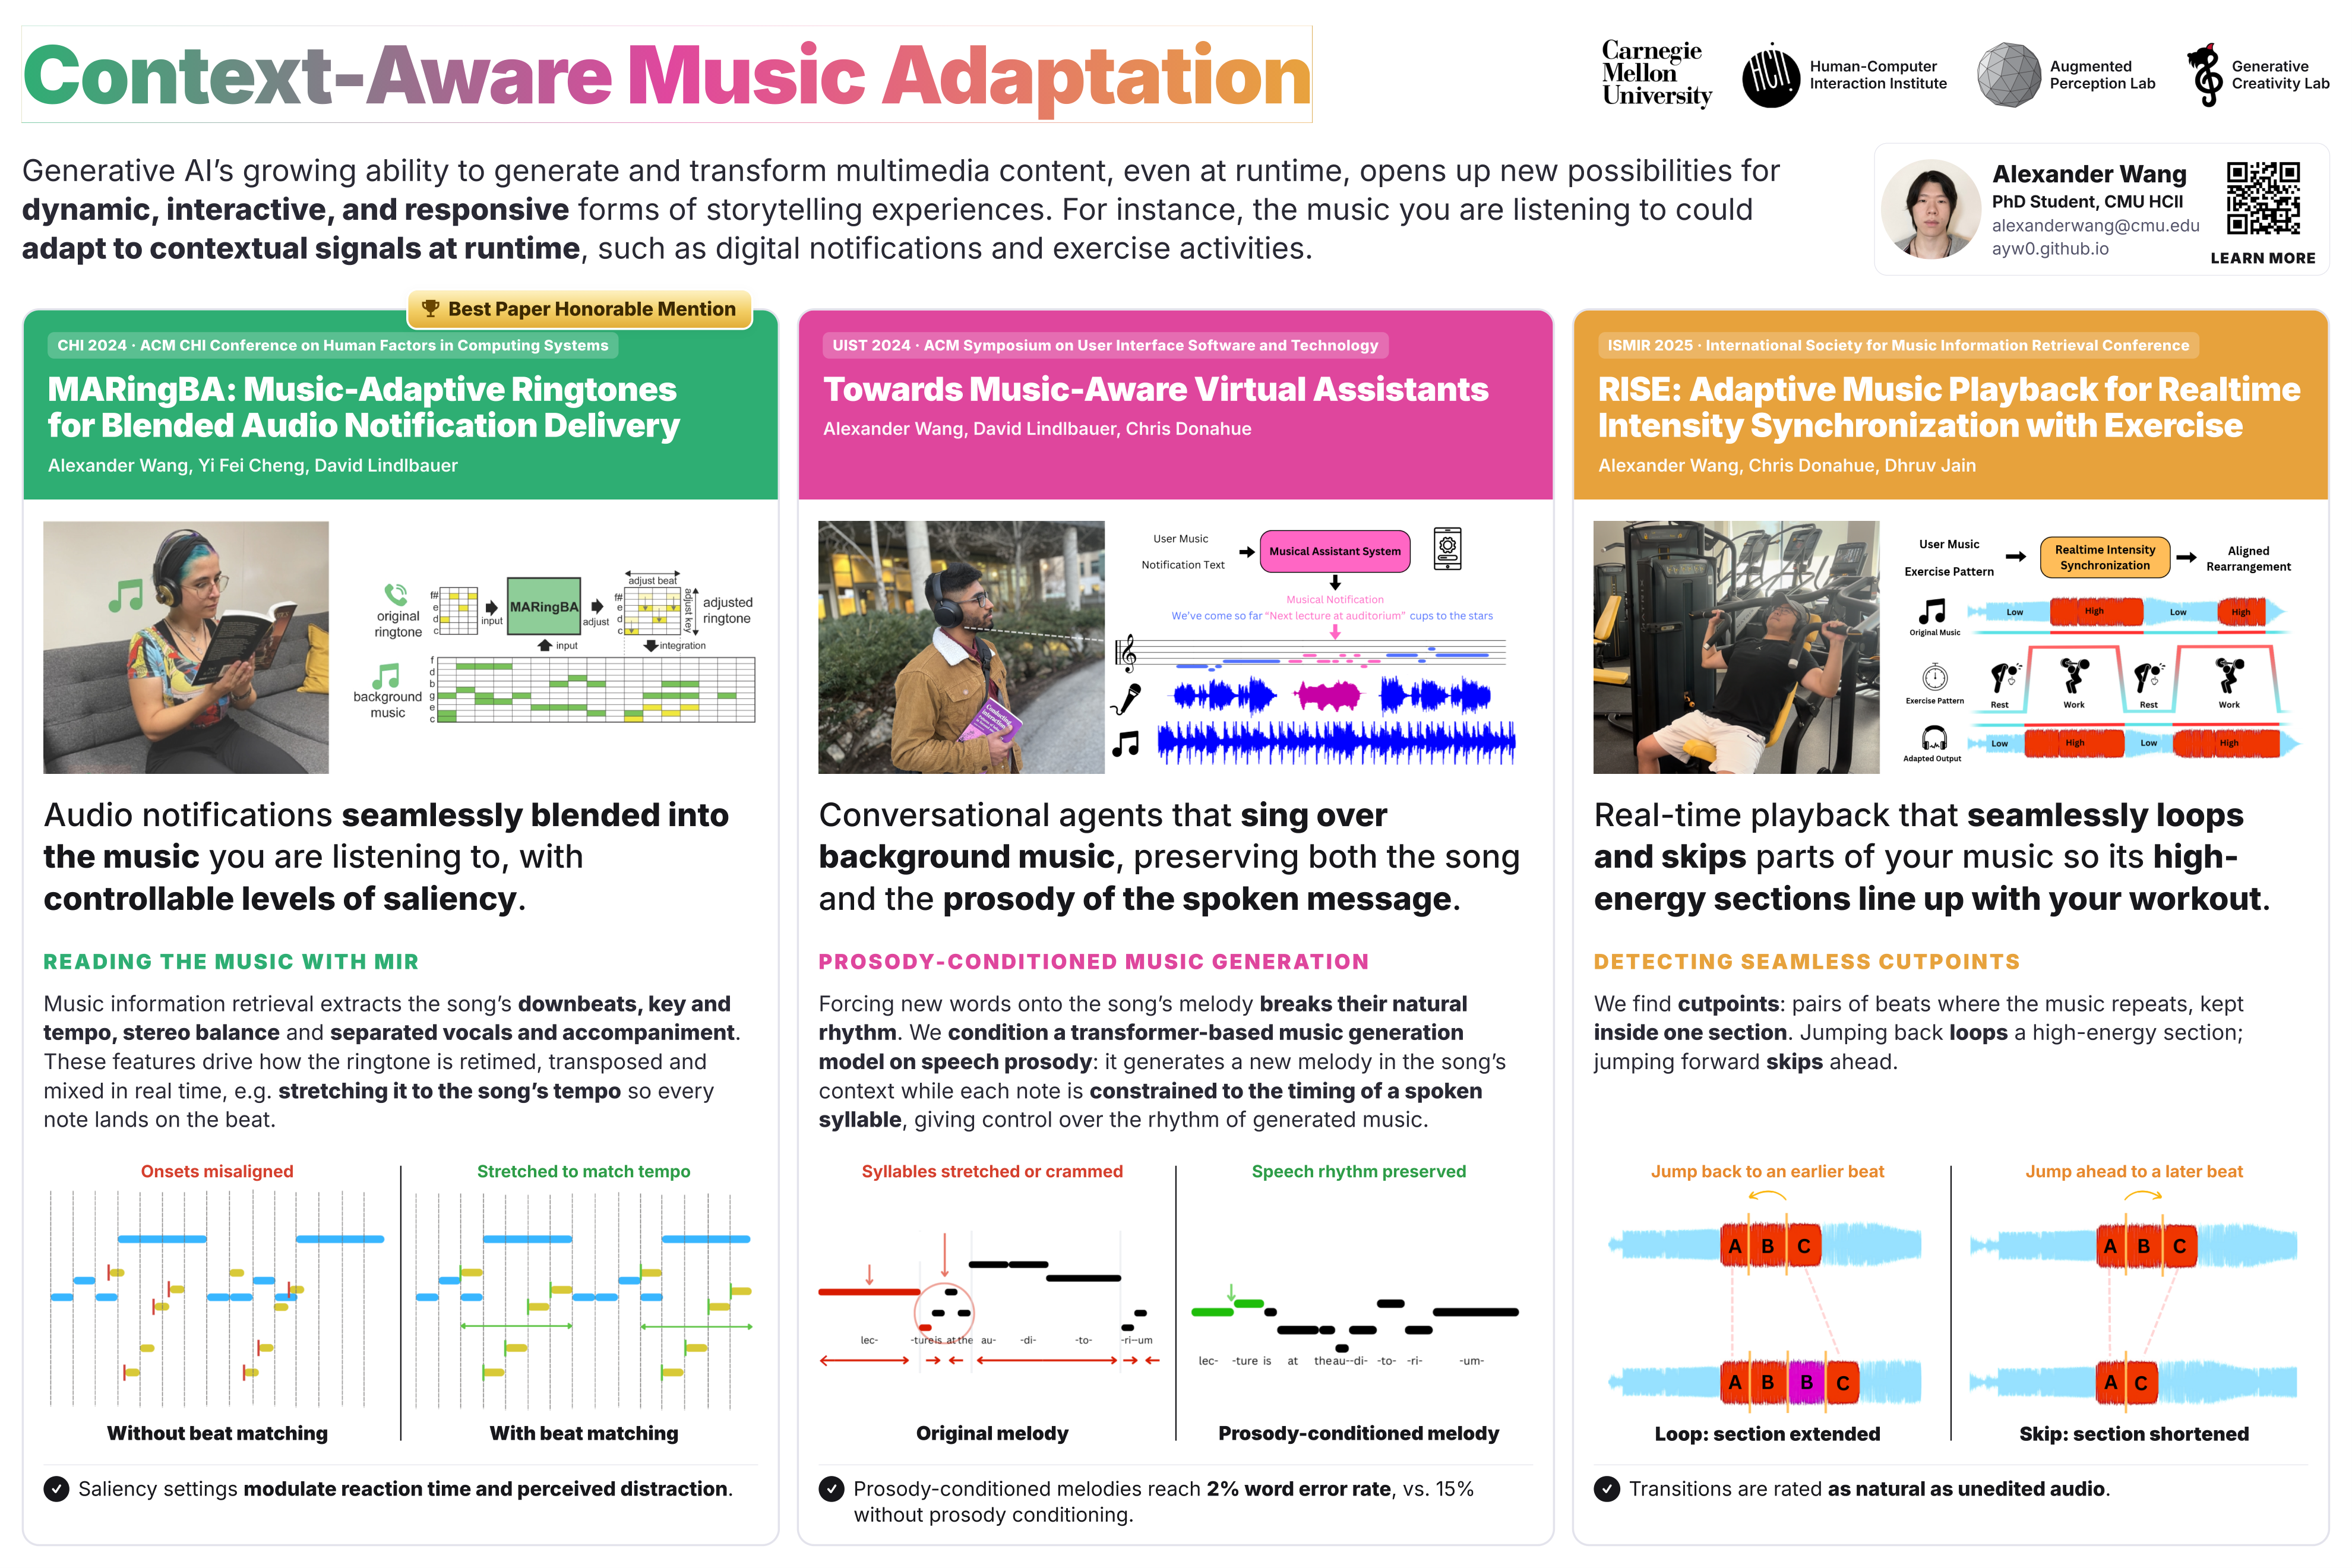 Context-Aware Music Adaptation
Carnegie
Mellon
University
HCII!
Human-Computer
Interaction Institute
Augmented
Perception Lab
Generative
Creativity Lab
Generative AI’s growing ability to generate and transform multimedia content, even at runtime, opens up new possibilities for
dynamic, interactive, and responsive forms of storytelling experiences. For instance, the music you are listening to could
adapt to contextual signals at runtime, such as digital notifications and exercise activities.
Alexander Wang
PhD Student, CMU HCII
alexanderwang@cmu.edu
ayw0.github.io
LEARN MORE
Best Paper Honorable Mention
CHI 2024 · ACM CHI Conference on Human Factors in Computing Systems
MARingBA: Music-Adaptive Ringtones
for Blended Audio Notification Delivery
Alexander Wang, Yi Fei Cheng, David Lindlbauer
original
ringtone
f#
e
d
c
input
MARingBA
adjust
adjust beat
f#
e
d
c
adjust key
adjusted
ringtone
input
integration
background
music
f
d
b
g
e
c
Audio notifications seamlessly blended into
the music you are listening to, with
controllable levels of saliency.
READING THE MUSIC WITH MIR
Music information retrieval extracts the song’s downbeats, key and
tempo, stereo balance and separated vocals and accompaniment.
These features drive how the ringtone is retimed, transposed and
mixed in real time, e.g. stretching it to the song’s tempo so every
note lands on the beat.
Onsets misaligned
Stretched to match tempo
Without beat matching
With beat matching
Saliency settings modulate reaction time and perceived distraction.
UIST 2024 · ACM Symposium on User Interface Software and Technology
Towards Music-Aware Virtual Assistants
Alexander Wang, David Lindlbauer, Chris Donahue
User Music
Notification Text
Musical Assistant System
Musical Notification
We’ve come so far “Next lecture at auditorium” cups to the stars
Conversational agents that sing over
background music, preserving both the song
and the prosody of the spoken message.
PROSODY-CONDITIONED MUSIC GENERATION
Forcing new words onto the song’s melody breaks their natural
rhythm. We condition a transformer-based music generation
model on speech prosody: it generates a new melody in the song’s
context while each note is constrained to the timing of a spoken
syllable, giving control over the rhythm of generated music.
Syllables stretched or crammed
Speech rhythm preserved
lec- -ture is at the au- -di- -to- -ri--um
lec- -ture is at the au--di- -to- -ri- -um-
Original melody
Prosody-conditioned melody
Prosody-conditioned melodies reach 2% word error rate, vs. 15%
without prosody conditioning.
ISMIR 2025 · International Society for Music Information Retrieval Conference
RISE: Adaptive Music Playback for Realtime
Intensity Synchronization with Exercise
Alexander Wang, Chris Donahue, Dhruv Jain
User Music
Exercise Pattern
Realtime Intensity
Synchronization
Aligned
Rearrangement
Original Music
Low High Low High
Exercise Pattern
Rest Work Rest Work
Adapted Output
Low High Low High
Real-time playback that seamlessly loops
and skips parts of your music so its high-
energy sections line up with your workout.
DETECTING SEAMLESS CUTPOINTS
We find cutpoints: pairs of beats where the music repeats, kept
inside one section. Jumping back loops a high-energy section;
jumping forward skips ahead.
Jump back to an earlier beat
Jump ahead to a later beat
A B C
A B C
A B B C
A C
Loop: section extended
Skip: section shortened
Transitions are rated as natural as unedited audio.